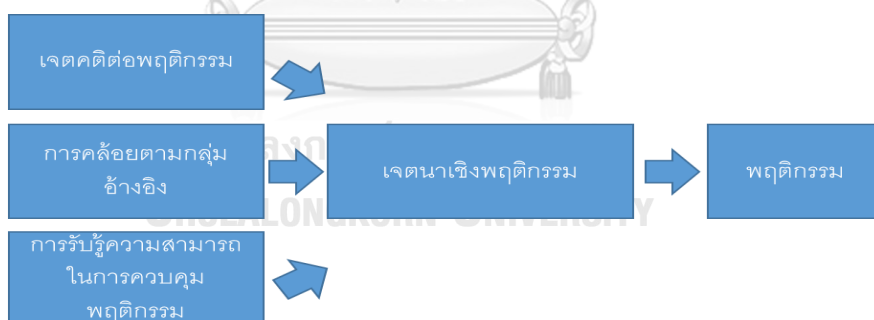 เจตคติต่อพฤติกรรม
การคล้อยตามกลุ่ม
อ้างอิง
เจตนาเชิงพฤติกรรม
พฤติกรรม
การรับรู้ความสามารถ
ในการควบคุม
พฤติกรรม